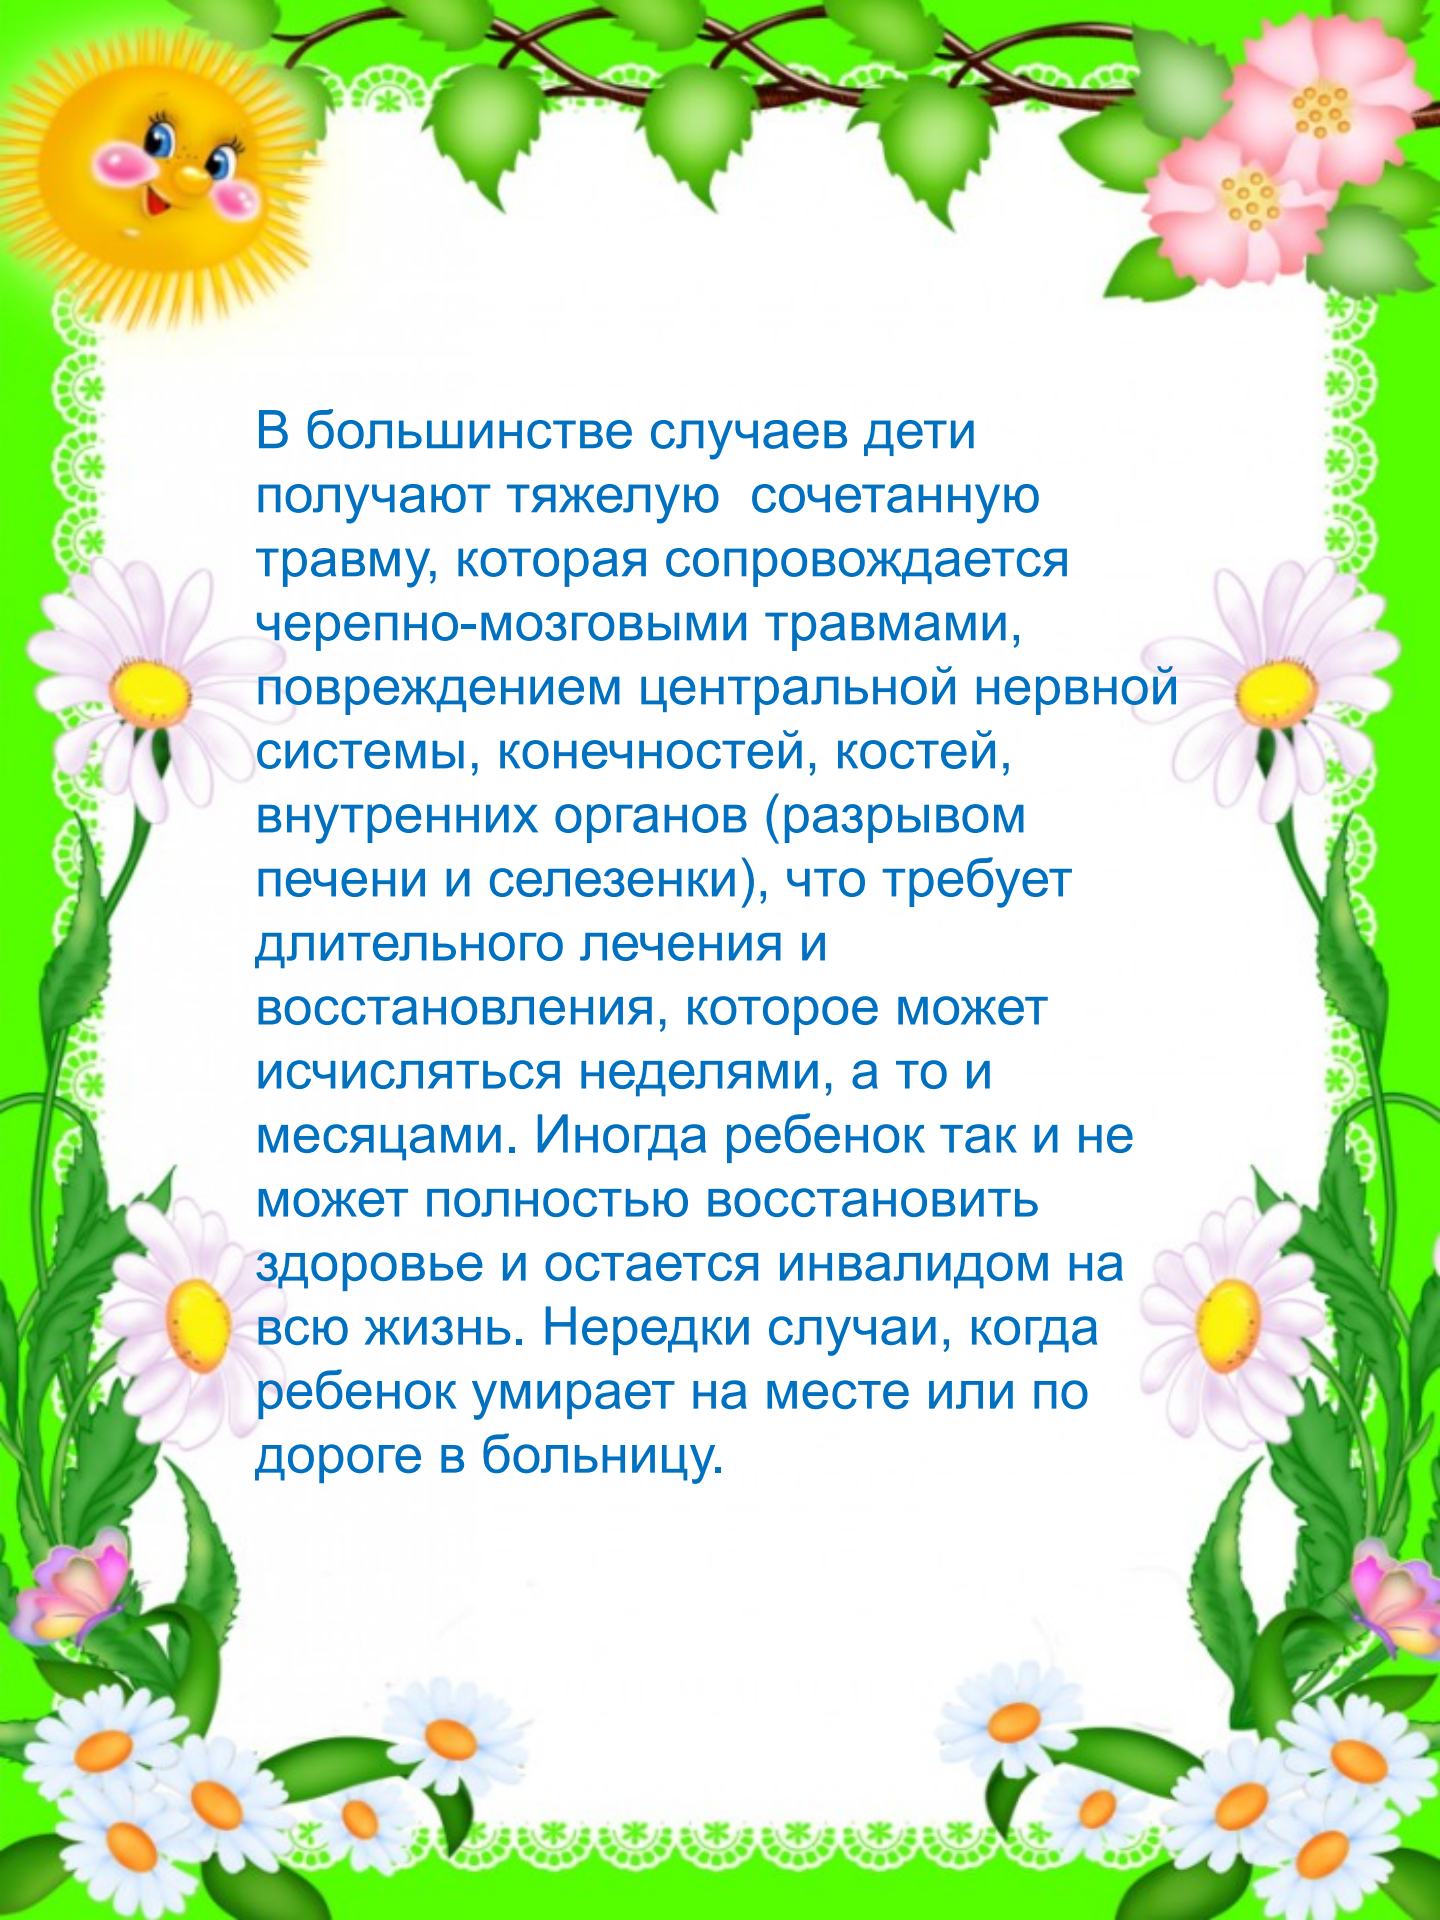 В большинстве случаев дети
получают тяжелую  сочетанную
травму, которая сопровождается
черепно-мозговыми травмами,
повреждением центральной нервной
системы, конечностей, костей,
внутренних органов (разрывом
печени и селезенки), что требует
длительного лечения и
восстановления, которое может
исчисляться неделями, а то и
месяцами. Иногда ребенок так и не
может полностью восстановить
здоровье и остается инвалидом на
всю жизнь. Нередки случаи, когда
ребенок умирает на месте или по
дороге в больницу.